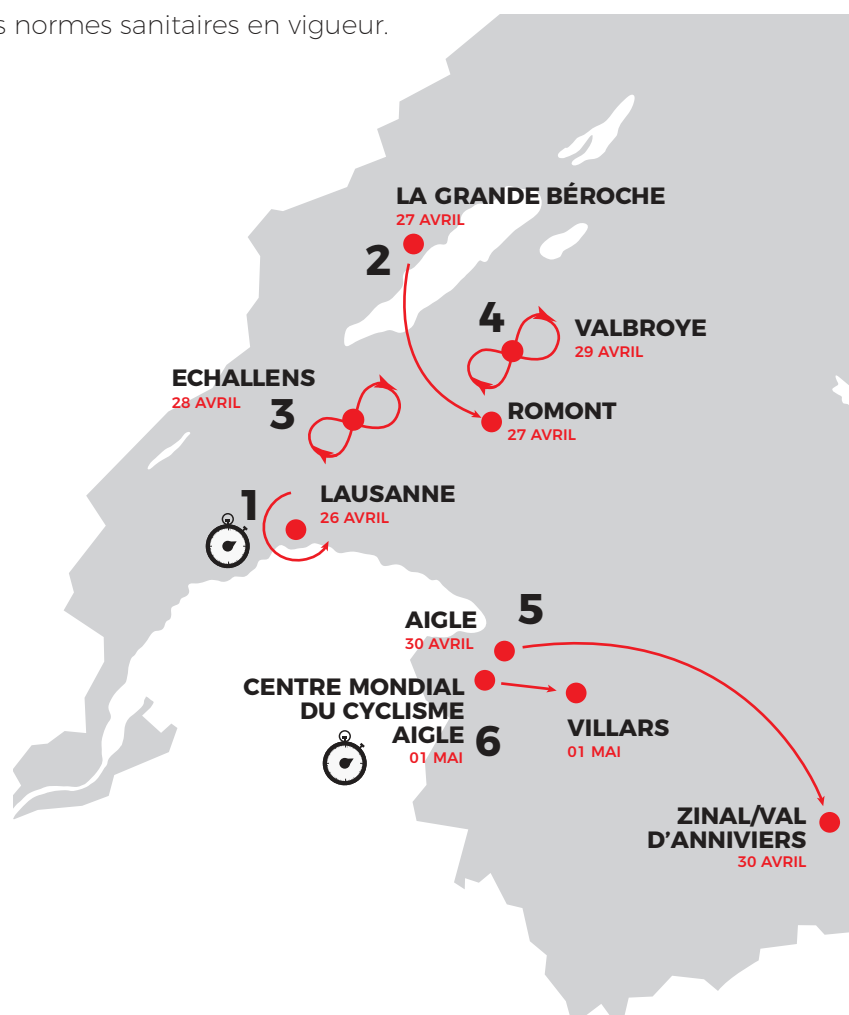 s normes sanitaires en vigueur.
LA GRANDE BÉROCHE
27 AVRIL
2
4
VALBROYE
29 AVRIL
ECHALLENS
28 AVRIL
3
ROMONT
27 AVRIL
1
LAUSANNE
26 AVRIL
5
AIGLE
30 AVRIL
CENTRE MONDIAL
DU CYCLISME
AIGLE
01 MAI
6
VILLARS
01 MAI
ZINAL/VAL
D'ANNIVIERS
30 AVRIL